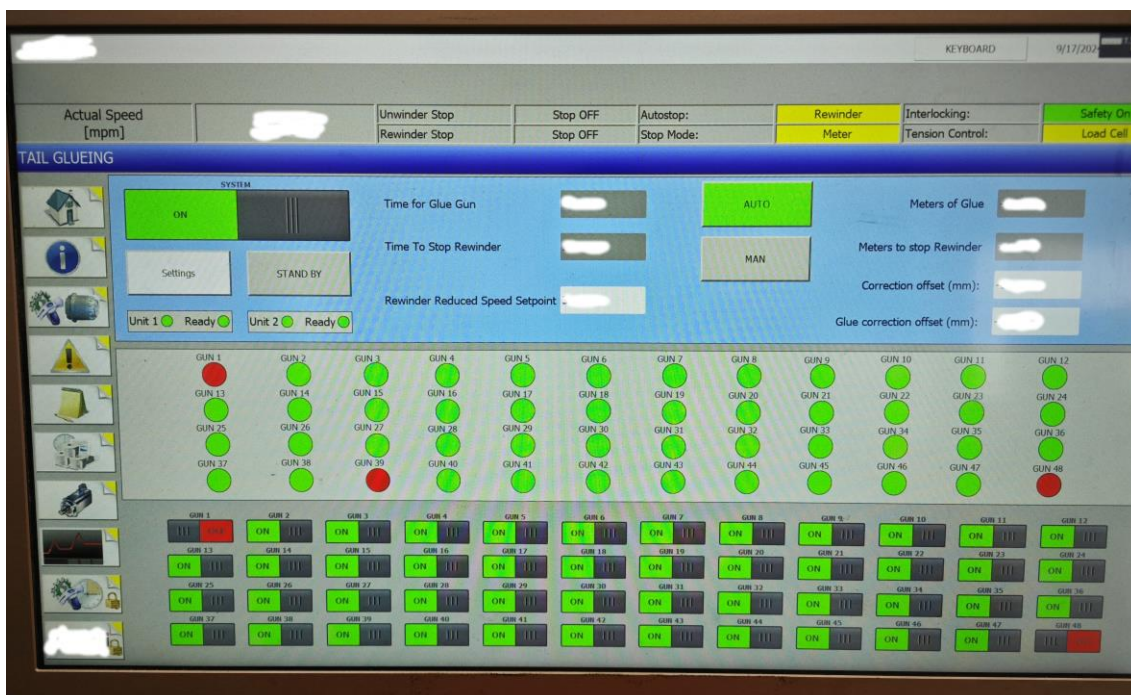 KEYBOARD 9/17/202
Actual Speed [mpm] Unwinder Stop Stop OFF Autostop: Rewinder Interlocking: Safety On
Rewinder Stop Stop OFF Stop Mode: Meter Tension Control: Load Cell
TAIL GLUEING
SYSTEM
ON Time for Glue Gun AUTO Meters of Glue
Time To Stop Rewinder Meters to stop Rewinder
Settings STAND BY MAN
Correction offset (mm):
Rewinder Reduced Speed Setpoint
Unit 1 Ready Unit 2 Ready Glue correction offset (mm):
GUN 1 GUN 2 GUN 3 GUN 4 GUN 5 GUN 6 GUN 7 GUN 8 GUN 9 GUN 10 GUN 11 GUN 12
GUN 13 GUN 14 GUN 15 GUN 16 GUN 17 GUN 18 GUN 19 GUN 20 GUN 21 GUN 22 GUN 23 GUN 24
GUN 25 GUN 26 GUN 27 GUN 28 GUN 29 GUN 30 GUN 31 GUN 32 GUN 33 GUN 34 GUN 35 GUN 36
GUN 37 GUN 38 GUN 39 GUN 40 GUN 41 GUN 42 GUN 43 GUN 44 GUN 45 GUN 46 GUN 47 GUN 48
GUN 1 GUN 2 GUN 3 GUN 4 GUN 5 GUN 6 GUN 7 GUN 8 GUN 9 GUN 10 GUN 11 GUN 12
OFF ON ON ON ON ON ON ON ON ON ON ON
GUN 13 GUN 14 GUN 15 GUN 16 GUN 17 GUN 18 GUN 19 GUN 20 GUN 21 GUN 22 GUN 23 GUN 24
ON ON ON ON ON ON ON ON ON ON ON ON
GUN 25 GUN 26 GUN 27 GUN 28 GUN 29 GUN 30 GUN 31 GUN 32 GUN 33 GUN 34 GUN 35 GUN 36
ON ON ON ON ON ON ON ON ON ON ON ON
GUN 37 GUN 38 GUN 39 GUN 40 GUN 41 GUN 42 GUN 43 GUN 44 GUN 45 GUN 46 GUN 47 GUN 48
ON ON ON ON ON ON ON ON ON ON ON